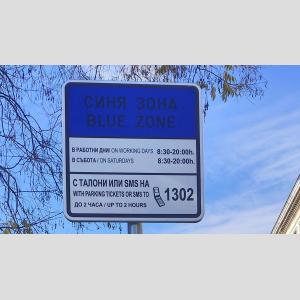 СИНЯ ЗОНА
BLUE ZONE
В РАБОТНИ ДНИ/ ON WORKING DAYS 8:30-20:00h.
В СЪБОТА / ON SATURDAYS 8:30-20:00h.
С ТАЛОНИ ИЛИ SMS НА
WITH PARKING TICKETS OR SMS TO 1302
ДО 2 ЧАСА / UP TO 2 HOURS